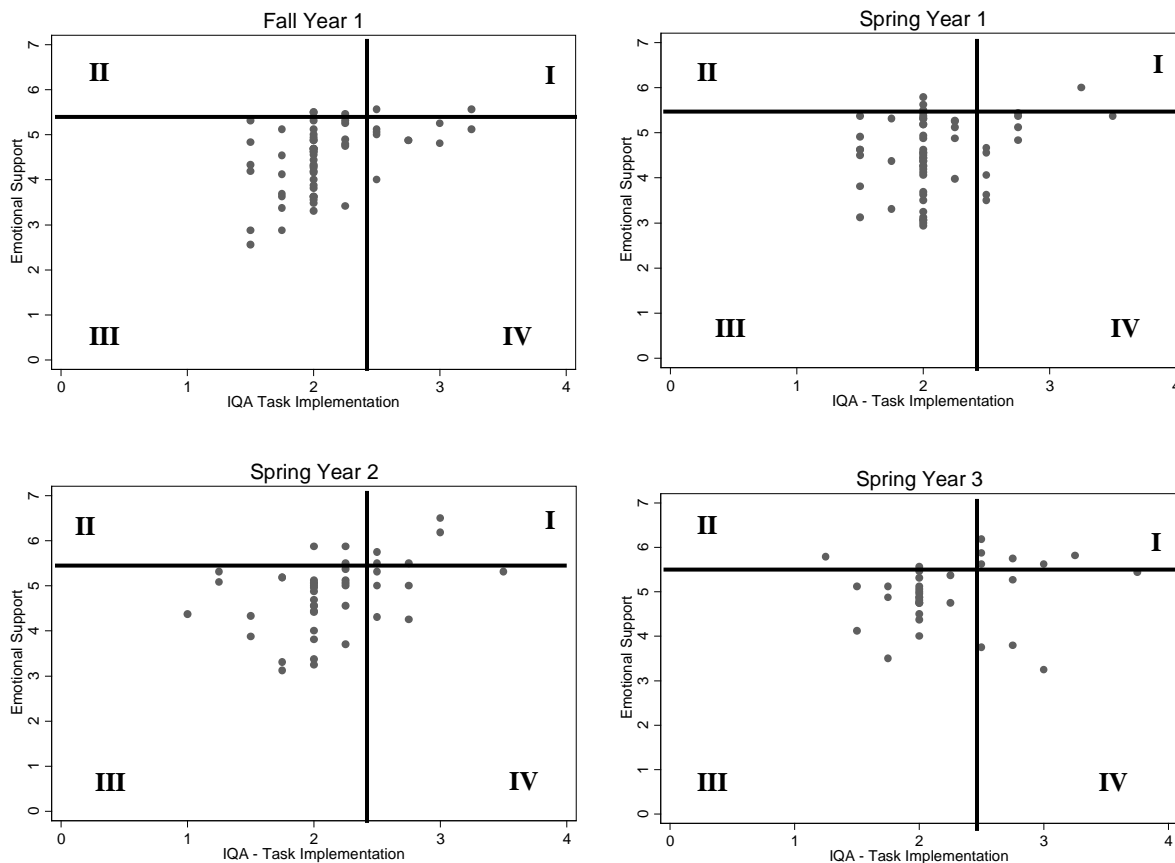 Fall Year 1
7
6
5
4
3
2
1
0
Emotional Support
II
I
III
IV
0 1 2 3 4
IQA Task Implementation
Spring Year 1
7
6
5
4
3
2
1
0
Emotional Support
II
I
III
IV
0 1 2 3 4
IQA - Task Implementation
Spring Year 2
7
6
5
4
3
2
1
0
Emotional Support
II
I
III
IV
0 1 2 3 4
IQA - Task Implementation
Spring Year 3
7
6
5
4
3
2
1
0
Emotional Support
II
I
III
IV
0 1 2 3 4
IQA - Task Implementation